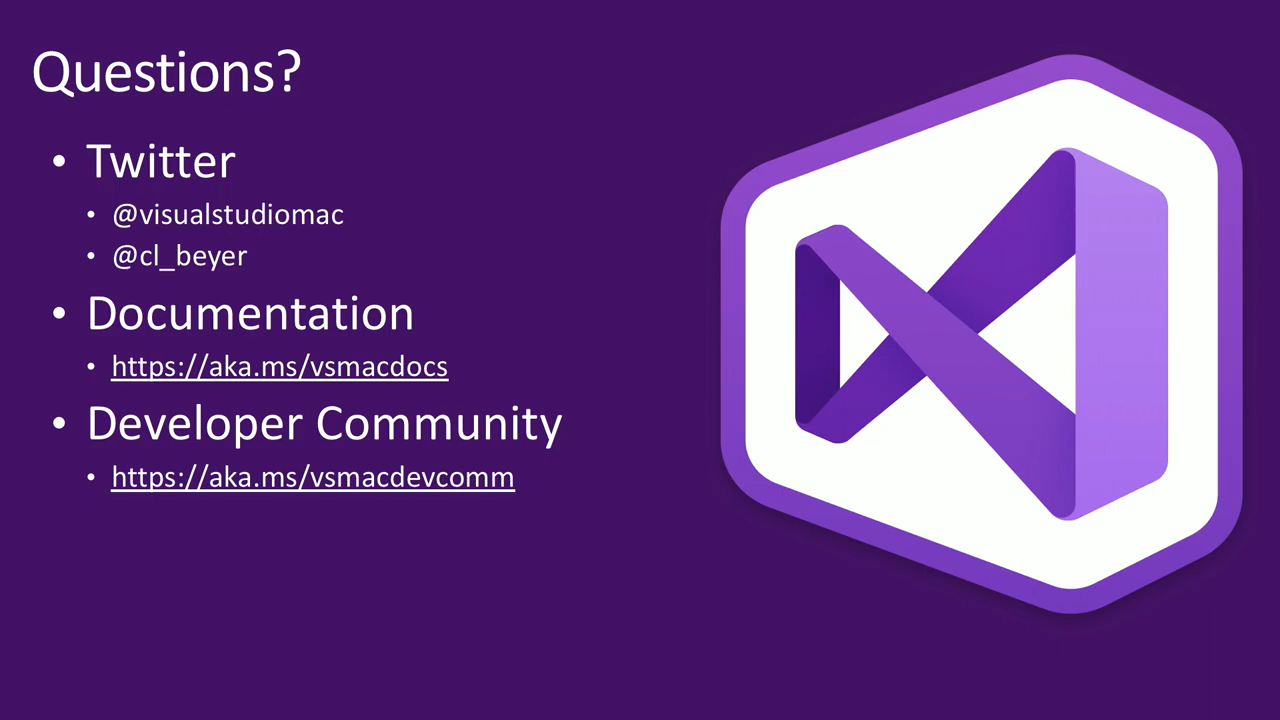 Questions?
• Twitter
• @visualstudiomac
• @cl_beyer
• Documentation
• https://aka.ms/vsmacdocs
• Developer Community
• https://aka.ms/vsmacdevcomm